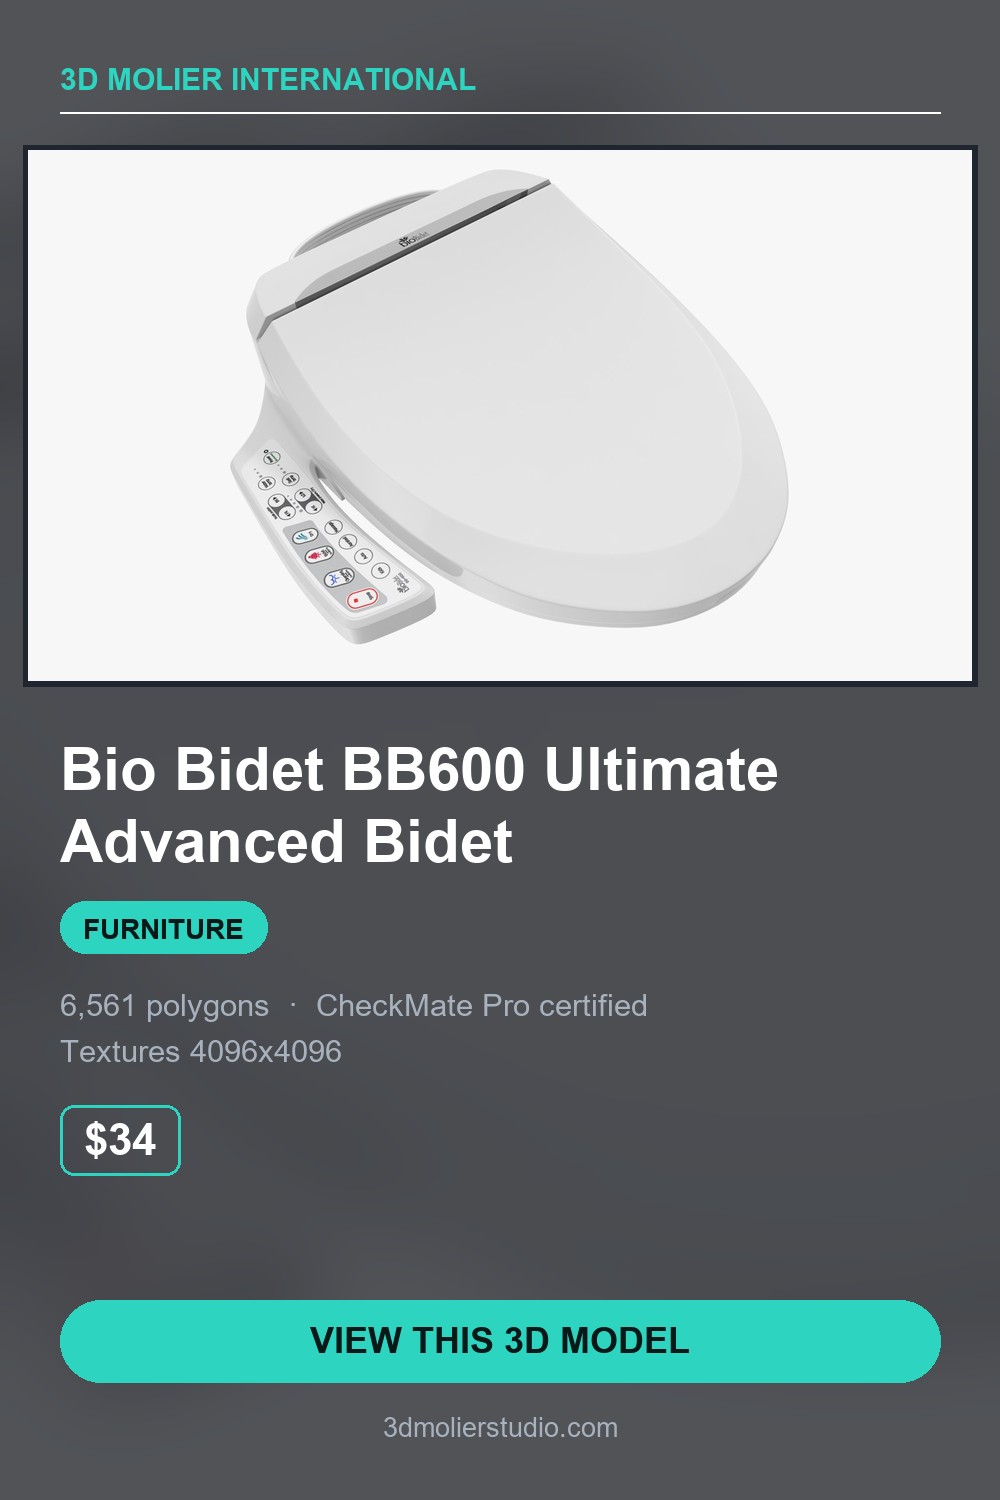 3D MOLIER INTERNATIONAL
Bio Bidet BB600 Ultimate
Advanced Bidet
FURNITURE
6,561 polygons · CheckMate Pro certified
Textures 4096x4096
$34
VIEW THIS 3D MODEL
3dmolierstudio.com